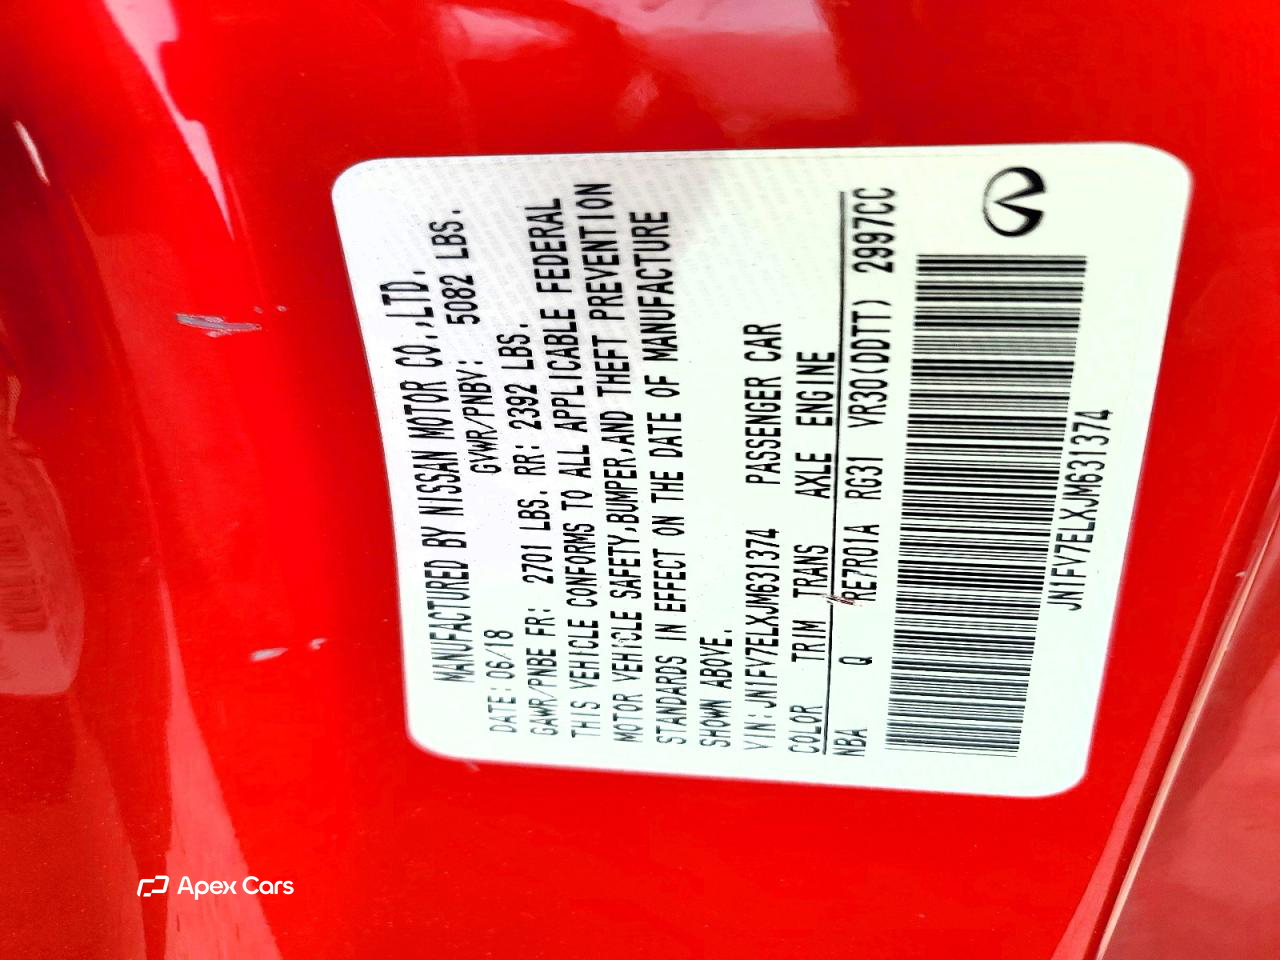 MANUFACTURED BY NISSAN MOTOR CO.,LTD.
DATE:06/18 GVWR/PNBV: 5082 LBS.
GAWR/PNBE FR: 2701 LBS. RR: 2392 LBS.
THIS VEHICLE CONFORMS TO ALL APPLICABLE FEDERAL
MOTOR VEHICLE SAFETY,BUMPER,AND THEFT PREVENTION
STANDARDS IN EFFECT ON THE DATE OF MANUFACTURE
SHOWN ABOVE.
VIN:JN1FV7ELXJM631374 PASSENGER CAR
COLOR TRIM TRANS AXLE ENGINE
NBA Q RE7R01A RG31 VR30(DDTT) 2997CC
JN1FV7ELXJM631374
Apex Cars